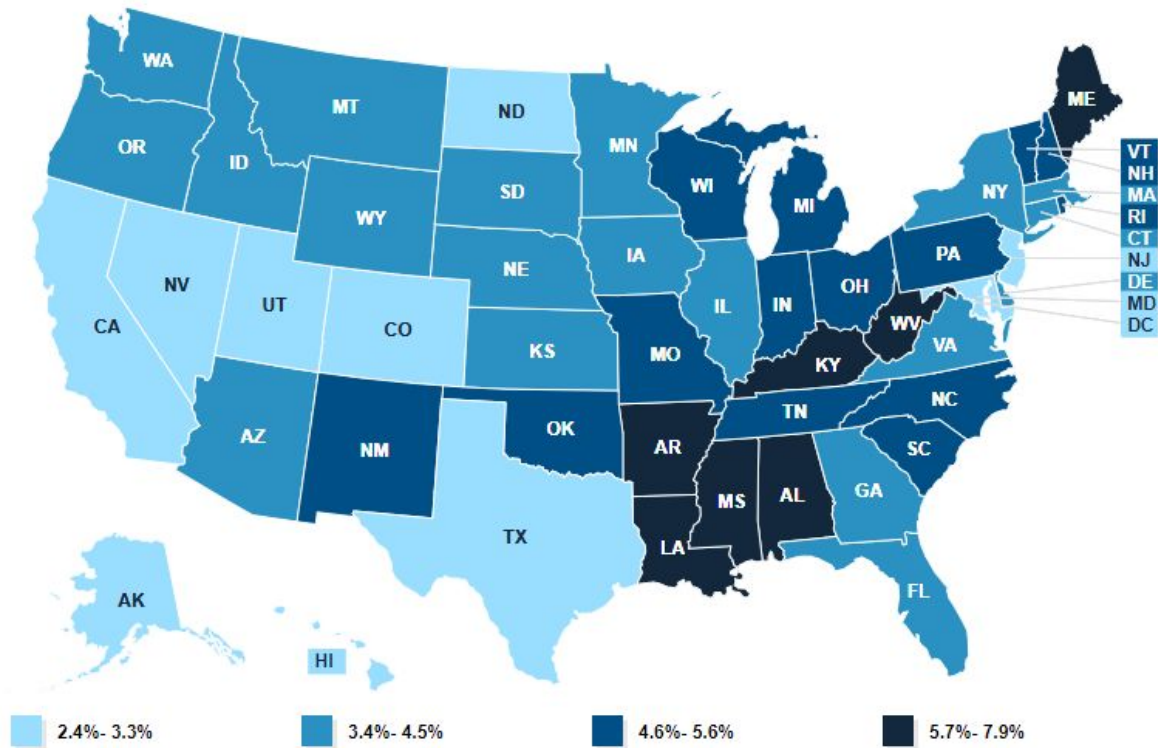 WA
MT
ND
ME
OR
ID
MN
VT
NH
WY
SD
WI
MI
NY
MA
RI
CT
NE
IA
PA
NJ
NV
UT
CO
IL
IN
OH
DE
MD
DC
CA
KS
MO
WV
VA
KY
AZ
NM
OK
TN
NC
AR
SC
MS
AL
GA
TX
LA
FL
AK
HI
2.4%- 3.3%
3.4%- 4.5%
4.6%- 5.6%
5.7%- 7.9%